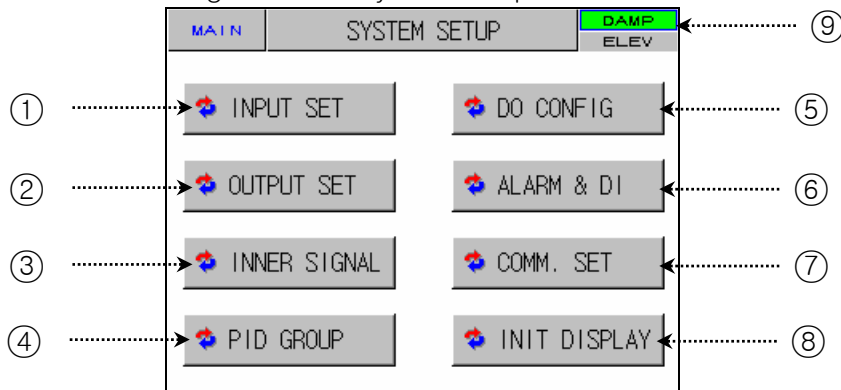 MAIN SYSTEM SETUP DAMP ⑨
ELEV
① INPUT SET DO CONFIG ⑤
② OUTPUT SET ALARM & DI ⑥
③ INNER SIGNAL COMM. SET ⑦
④ PID GROUP INIT DISPLAY ⑧